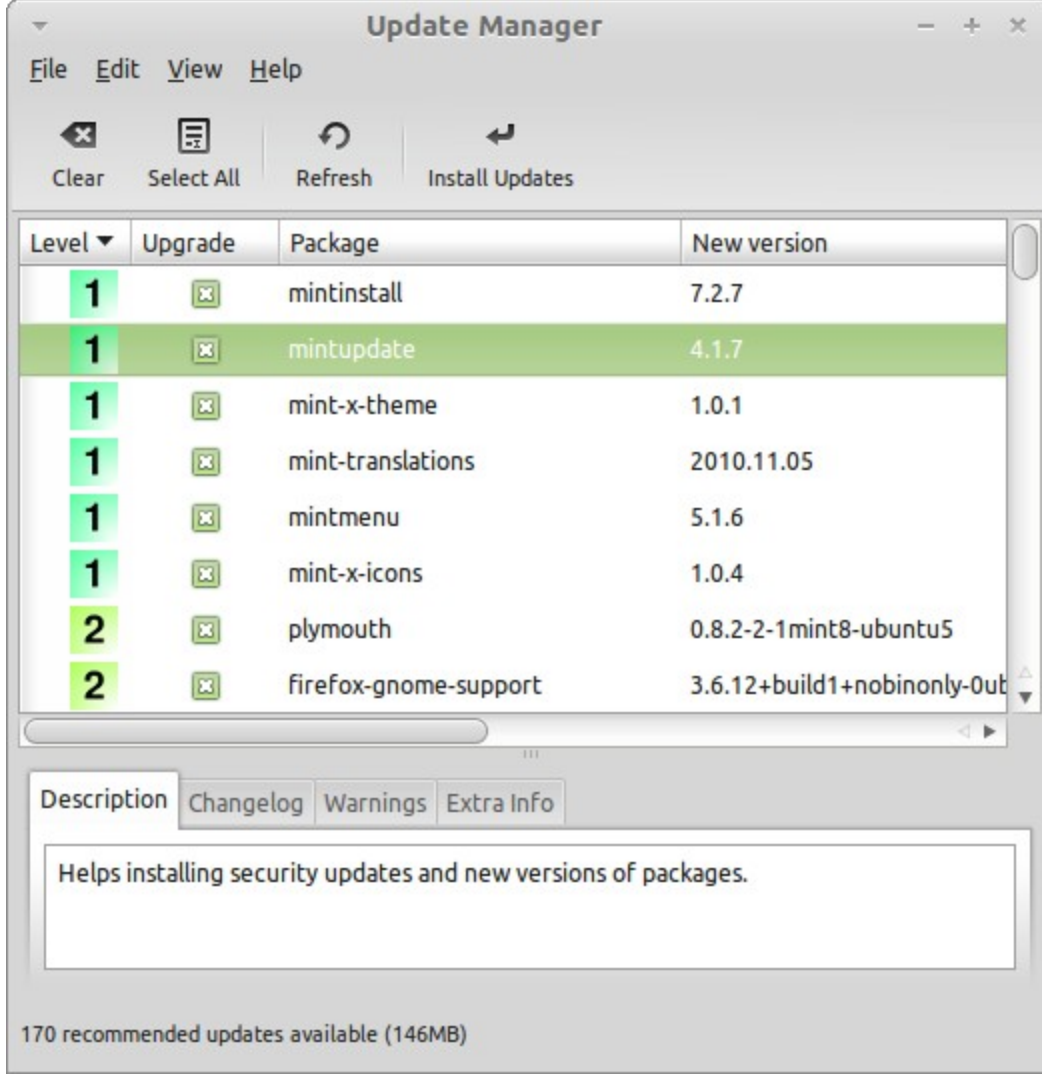 Update Manager
File Edit View Help
Clear Select All Refresh Install Updates
Level Upgrade Package New version
1 mintinstall 7.2.7
1 mintupdate 4.1.7
1 mint-x-theme 1.0.1
1 mint-translations 2010.11.05
1 mintmenu 5.1.6
1 mint-x-icons 1.0.4
2 plymouth 0.8.2-2-1mint8-ubuntu5
2 firefox-gnome-support 3.6.12+build1+nobinonly-0ub
Description Changelog Warnings Extra Info
Helps installing security updates and new versions of packages.
170 recommended updates available (146MB)